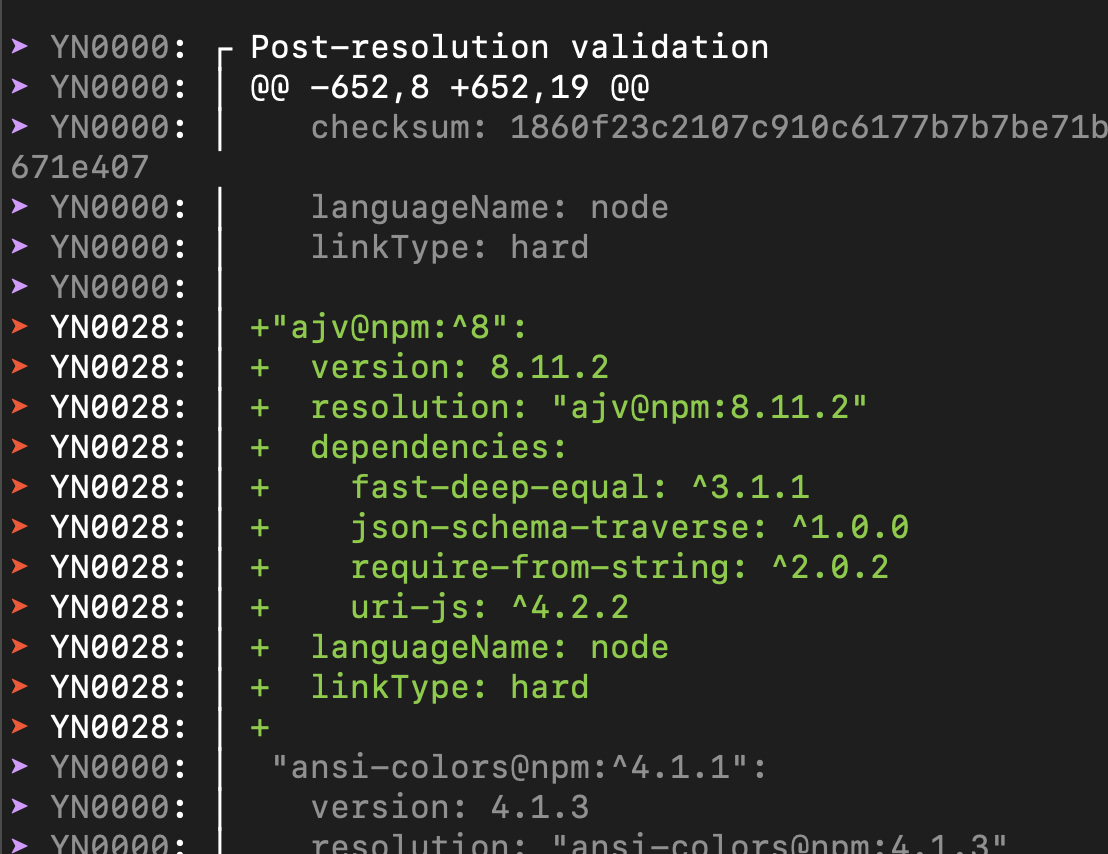 ➤ YN0000: ┌ Post-resolution validation
➤ YN0000: │ @@ -652,8 +652,19 @@
➤ YN0000: │    checksum: 1860f23c2107c910c6177b7b7be71b
671e407
➤ YN0000: │    languageName: node
➤ YN0000: │    linkType: hard
➤ YN0000: │
➤ YN0028: │ +"ajv@npm:^8":
➤ YN0028: │ +  version: 8.11.2
➤ YN0028: │ +  resolution: "ajv@npm:8.11.2"
➤ YN0028: │ +  dependencies:
➤ YN0028: │ +    fast-deep-equal: ^3.1.1
➤ YN0028: │ +    json-schema-traverse: ^1.0.0
➤ YN0028: │ +    require-from-string: ^2.0.2
➤ YN0028: │ +    uri-js: ^4.2.2
➤ YN0028: │ +  languageName: node
➤ YN0028: │ +  linkType: hard
➤ YN0028: │ +
➤ YN0000: │  "ansi-colors@npm:^4.1.1":
➤ YN0000: │    version: 4.1.3
➤ YN0000: │    resolution: "ansi-colors@npm:4.1.3"